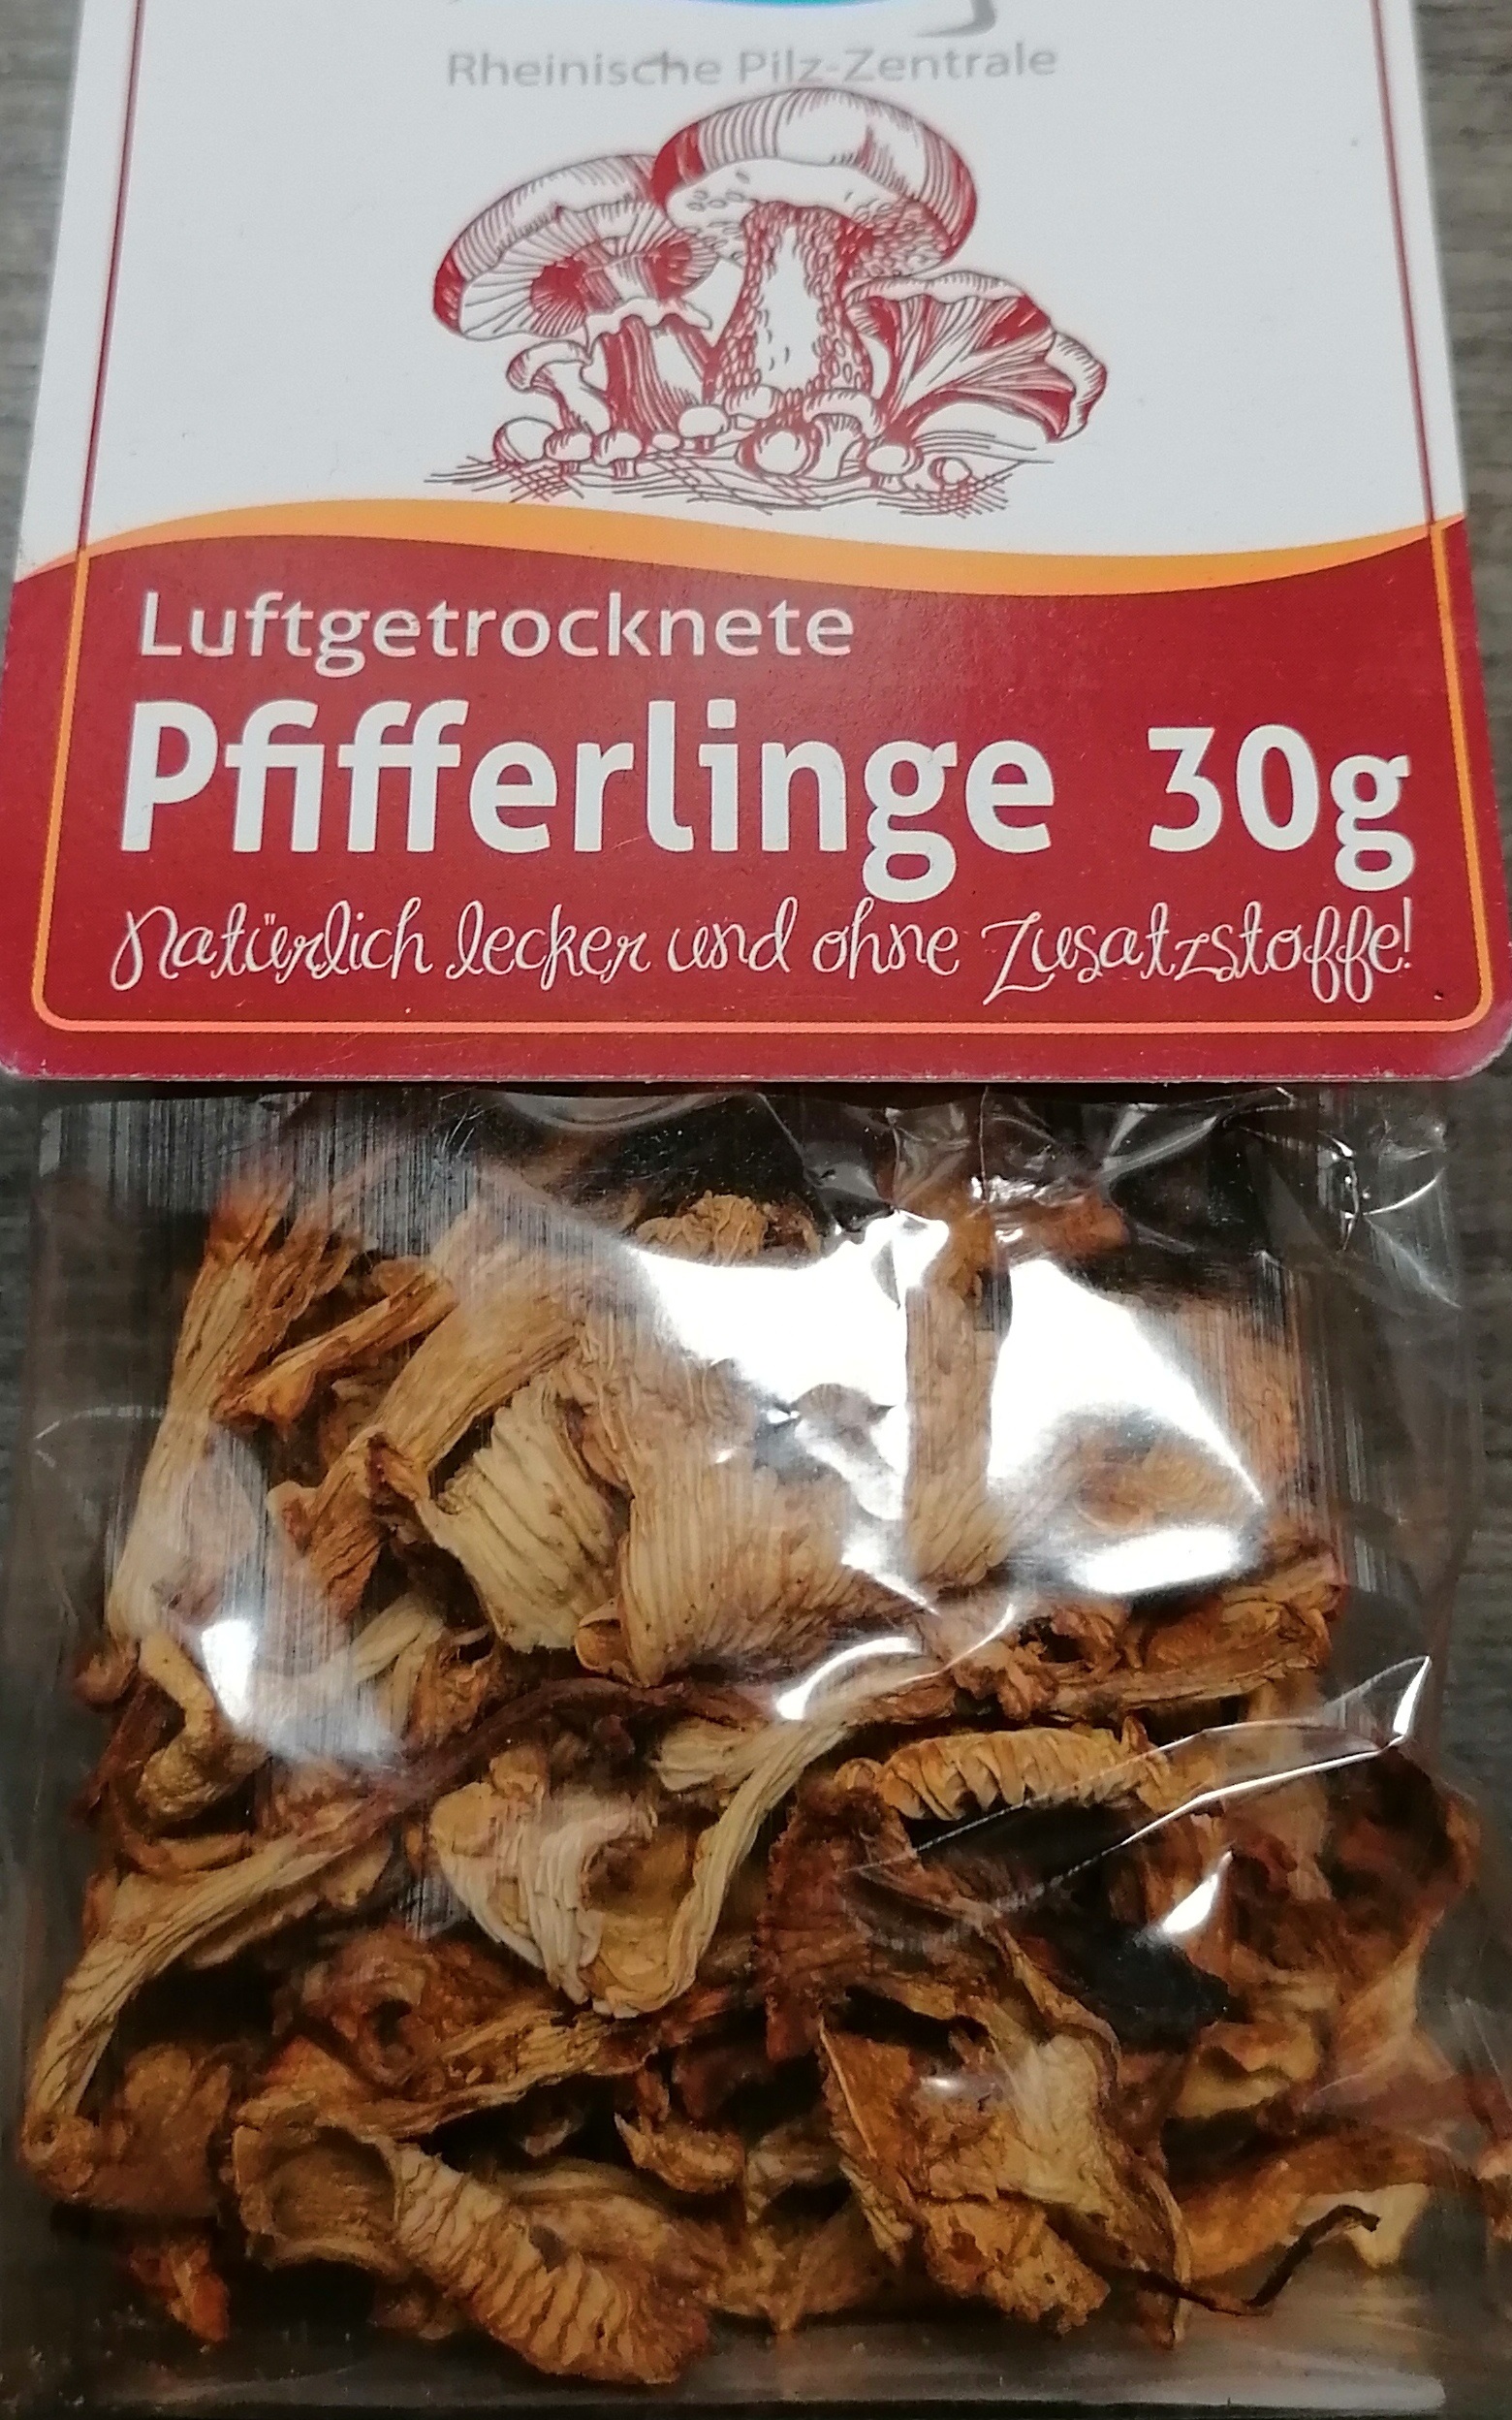 Rheinische Pilz-Zentrale
Luftgetrocknete
Pfifferlinge 30g
Natürlich lecker und ohne Zusatzstoffe!